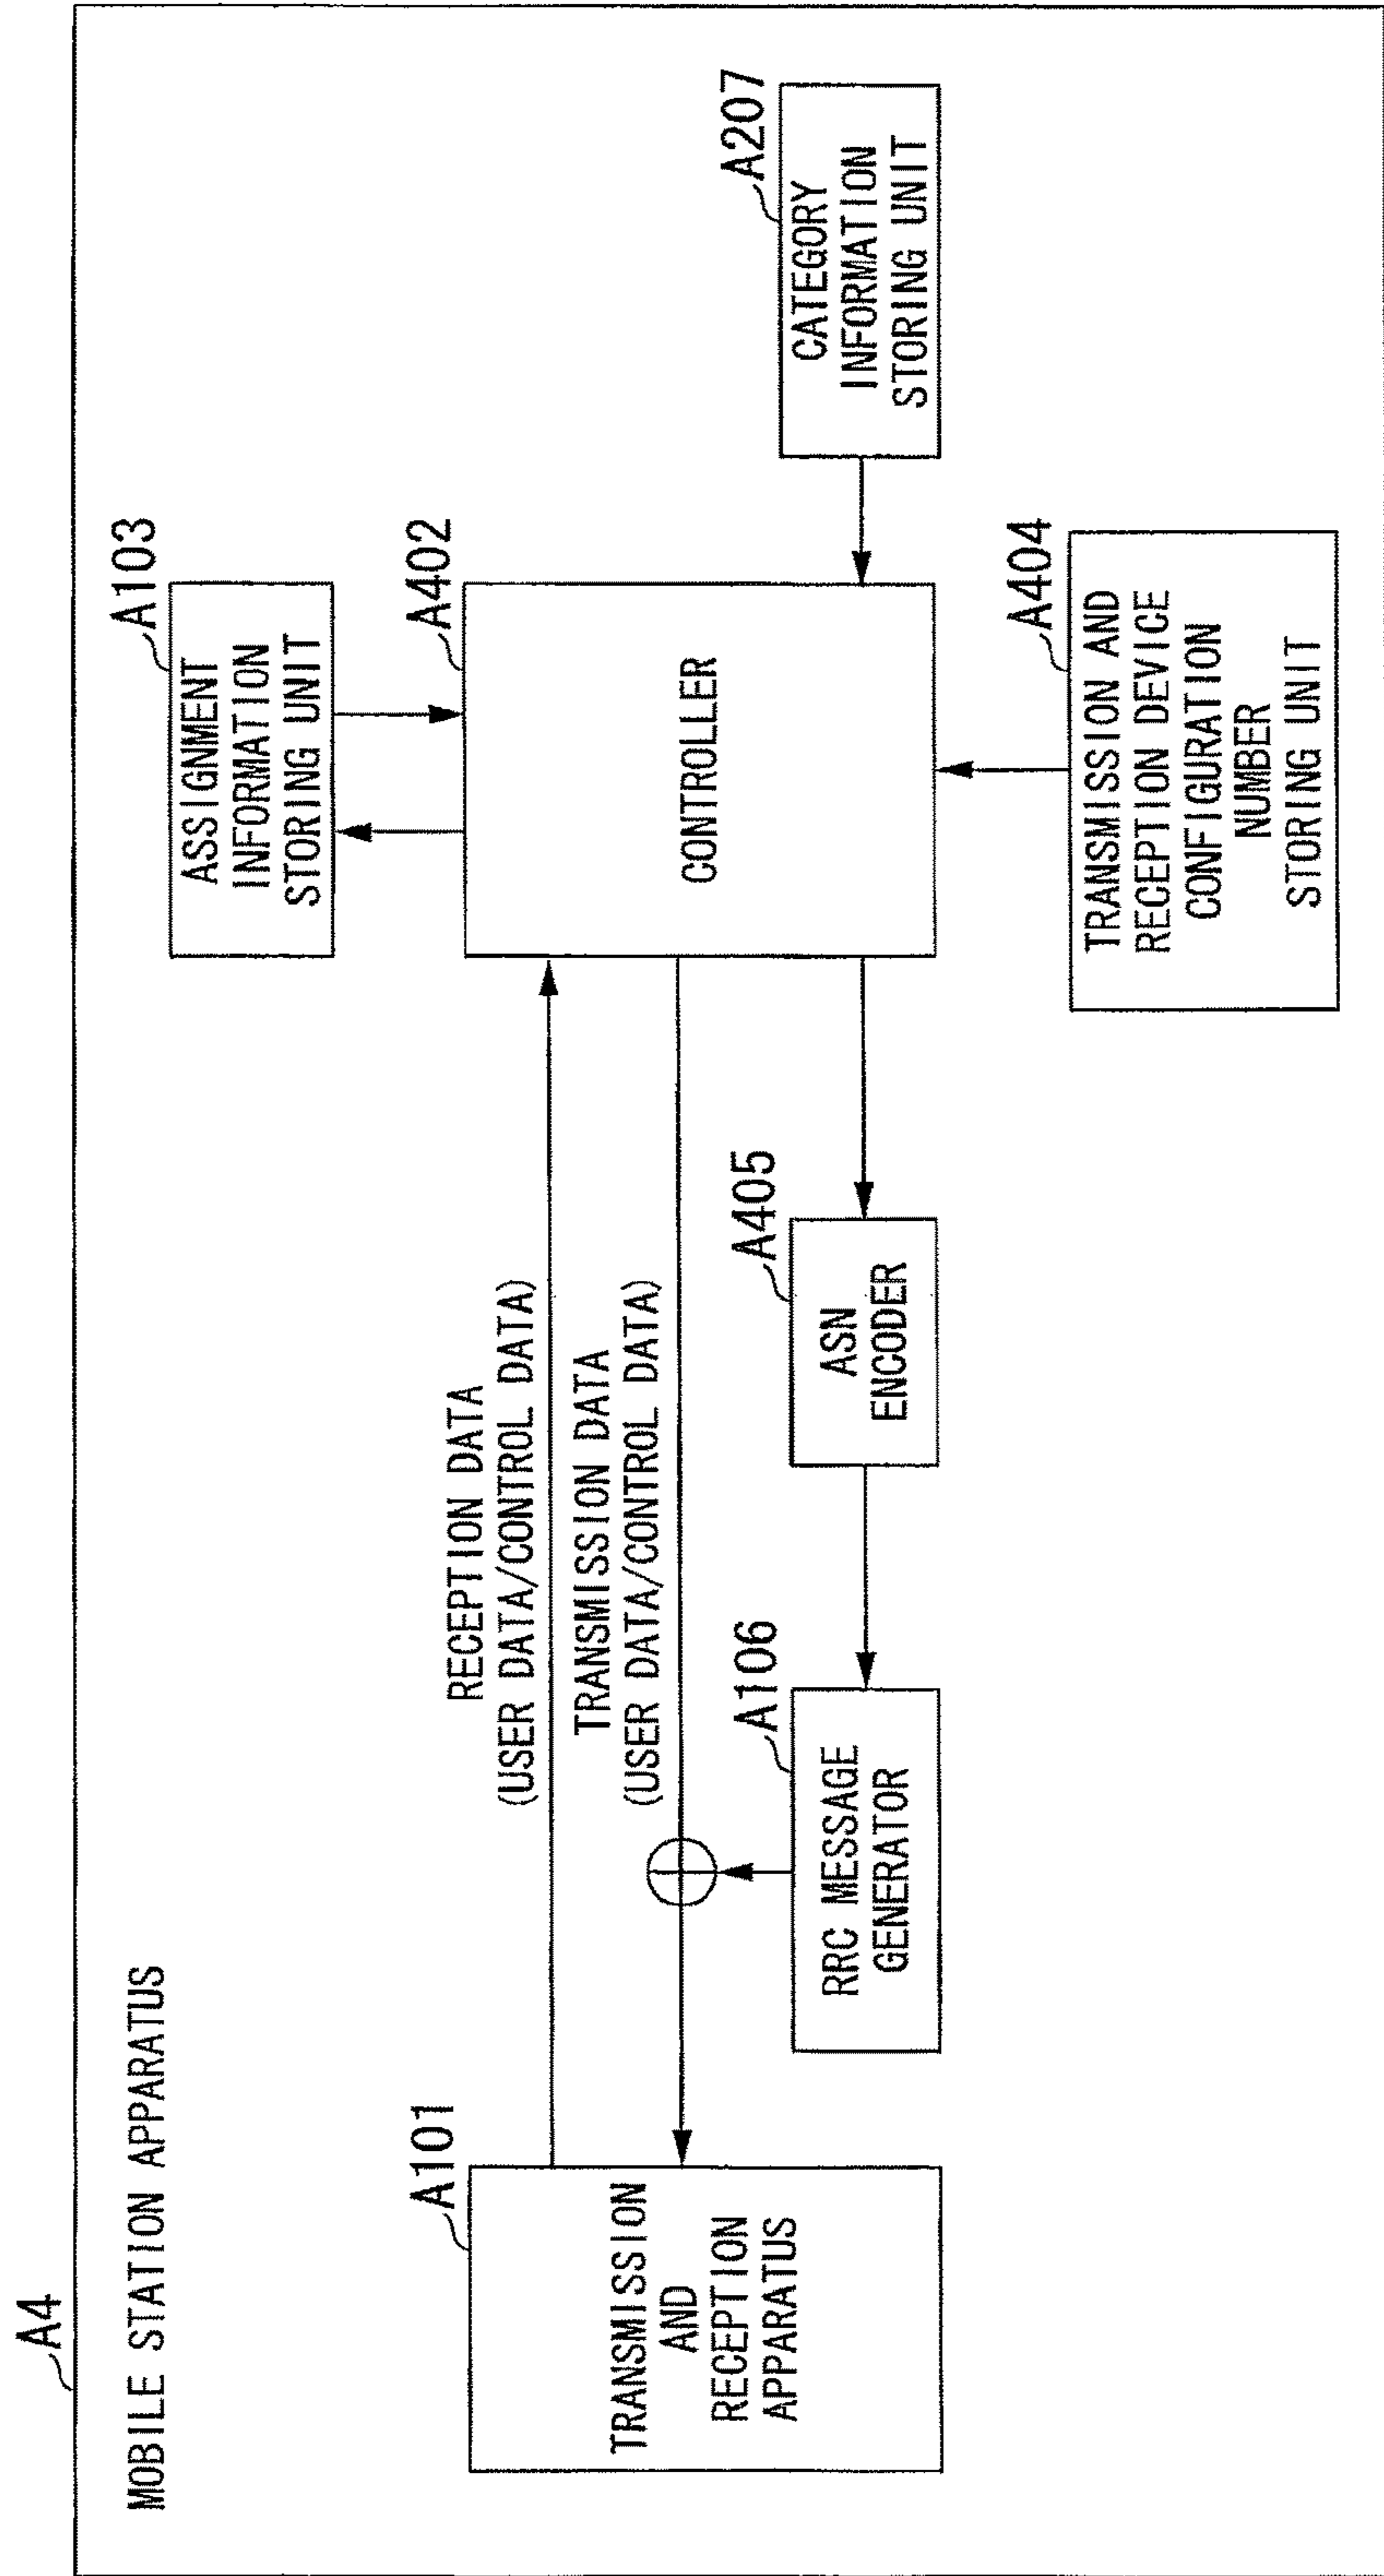 A4
MOBILE STATION APPARATUS
A101
TRANSMISSION
AND
RECEPTION
APPARATUS
RECEPTION DATA
(USER DATA/CONTROL DATA)
TRANSMISSION DATA
(USER DATA/CONTROL DATA)
A106
RRC MESSAGE
GENERATOR
A405
ASN
ENCODER
A103
ASSIGNMENT
INFORMATION
STORING UNIT
A402
CONTROLLER
A404
TRANSMISSION AND
RECEPTION DEVICE
CONFIGURATION
NUMBER
STORING UNIT
A207
CATEGORY
INFORMATION
STORING UNIT